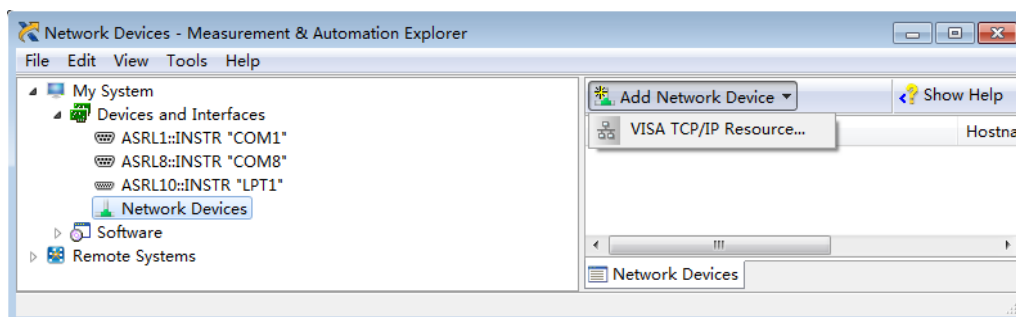 Network Devices - Measurement & Automation Explorer
File Edit View Tools Help
My System
Devices and Interfaces
ASRL1::INSTR "COM1"
ASRL8::INSTR "COM8"
ASRL10::INSTR "LPT1"
Network Devices
Software
Remote Systems
Add Network Device
Show Help
VISA TCP/IP Resource...
Hostna
Network Devices